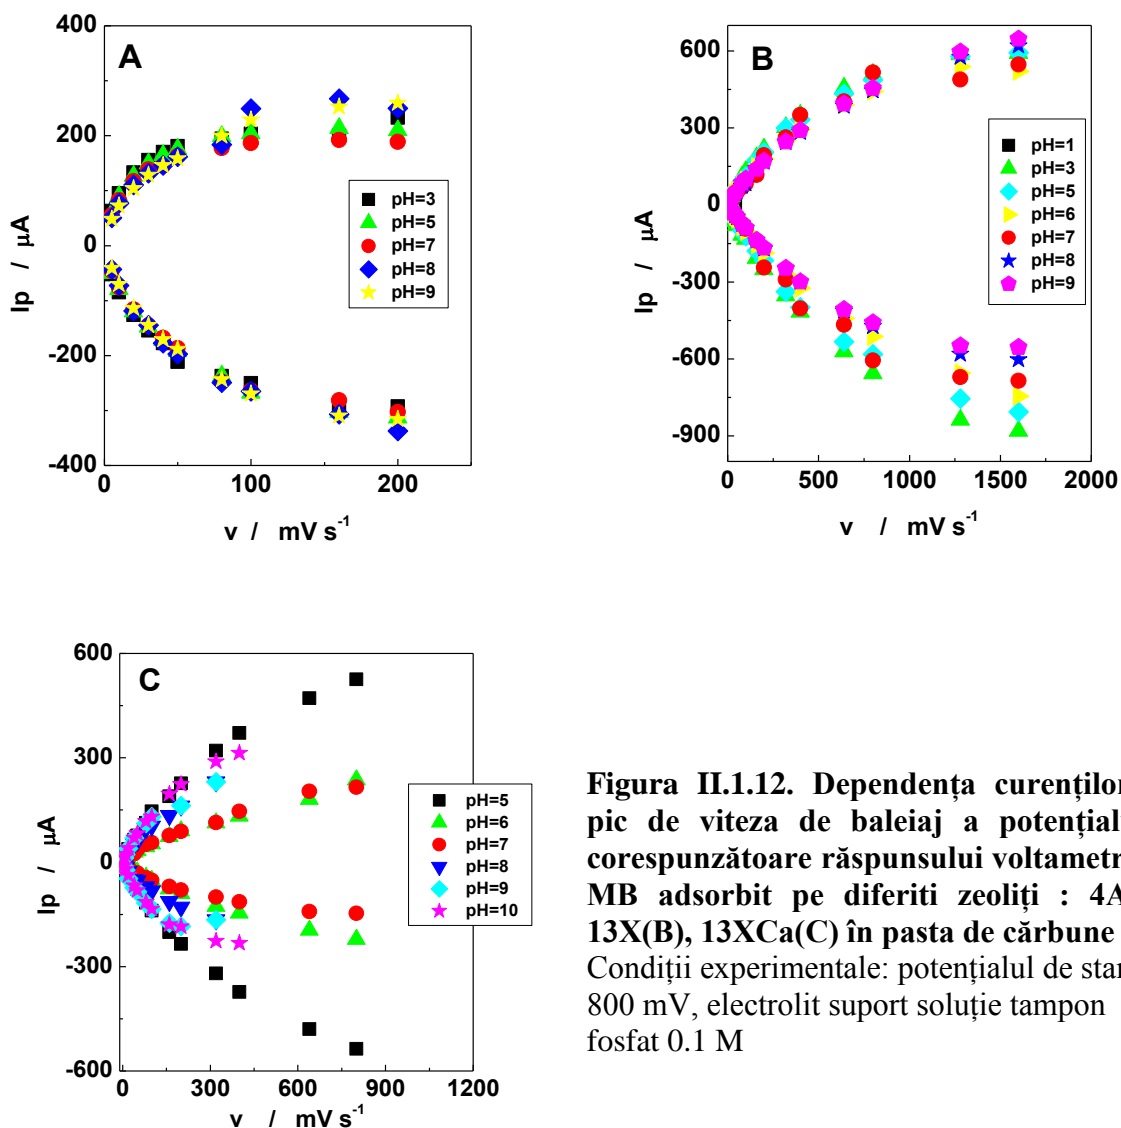 A
400
200
0
-200
-400
0
100
200
Ip / µA
v / mV s⁻¹
pH=3
pH=5
pH=7
pH=8
pH=9
B
600
300
0
-300
-600
-900
0
500
1000
1500
2000
Ip / µA
v / mV s⁻¹
pH=1
pH=3
pH=5
pH=6
pH=7
pH=8
pH=9
C
600
300
0
-300
-600
0
300
600
900
1200
Ip / µA
v / mV s⁻¹
pH=5
pH=6
pH=7
pH=8
pH=9
pH=10
Figura II.1.12. Dependența curenților
pic de viteza de baleiaj a potențialu
corespunzătoare răspunsului voltametr
MB adsorbit pe diferiti zeoliți : 4A
13X(B), 13XCa(C) în pasta de cărbune
Condiții experimentale: potențialul de star
800 mV, electrolit suport soluție tampon
fosfat 0.1 M